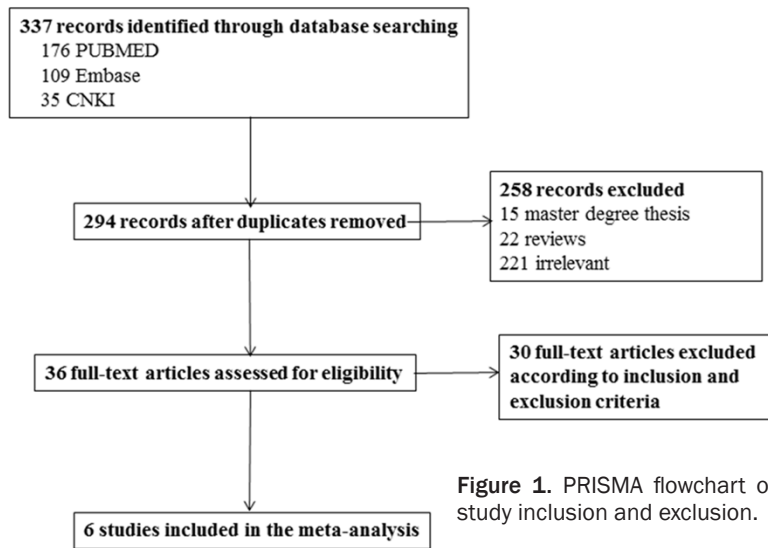 337 records identified through database searching
176 PUBMED
109 Embase
35 CNKI
294 records after duplicates removed
258 records excluded
15 master degree thesis
22 reviews
221 irrelevant
36 full-text articles assessed for eligibility
30 full-text articles excluded
according to inclusion and
exclusion criteria
6 studies included in the meta-analysis
Figure 1. PRISMA flowchart
study inclusion and exclusion.